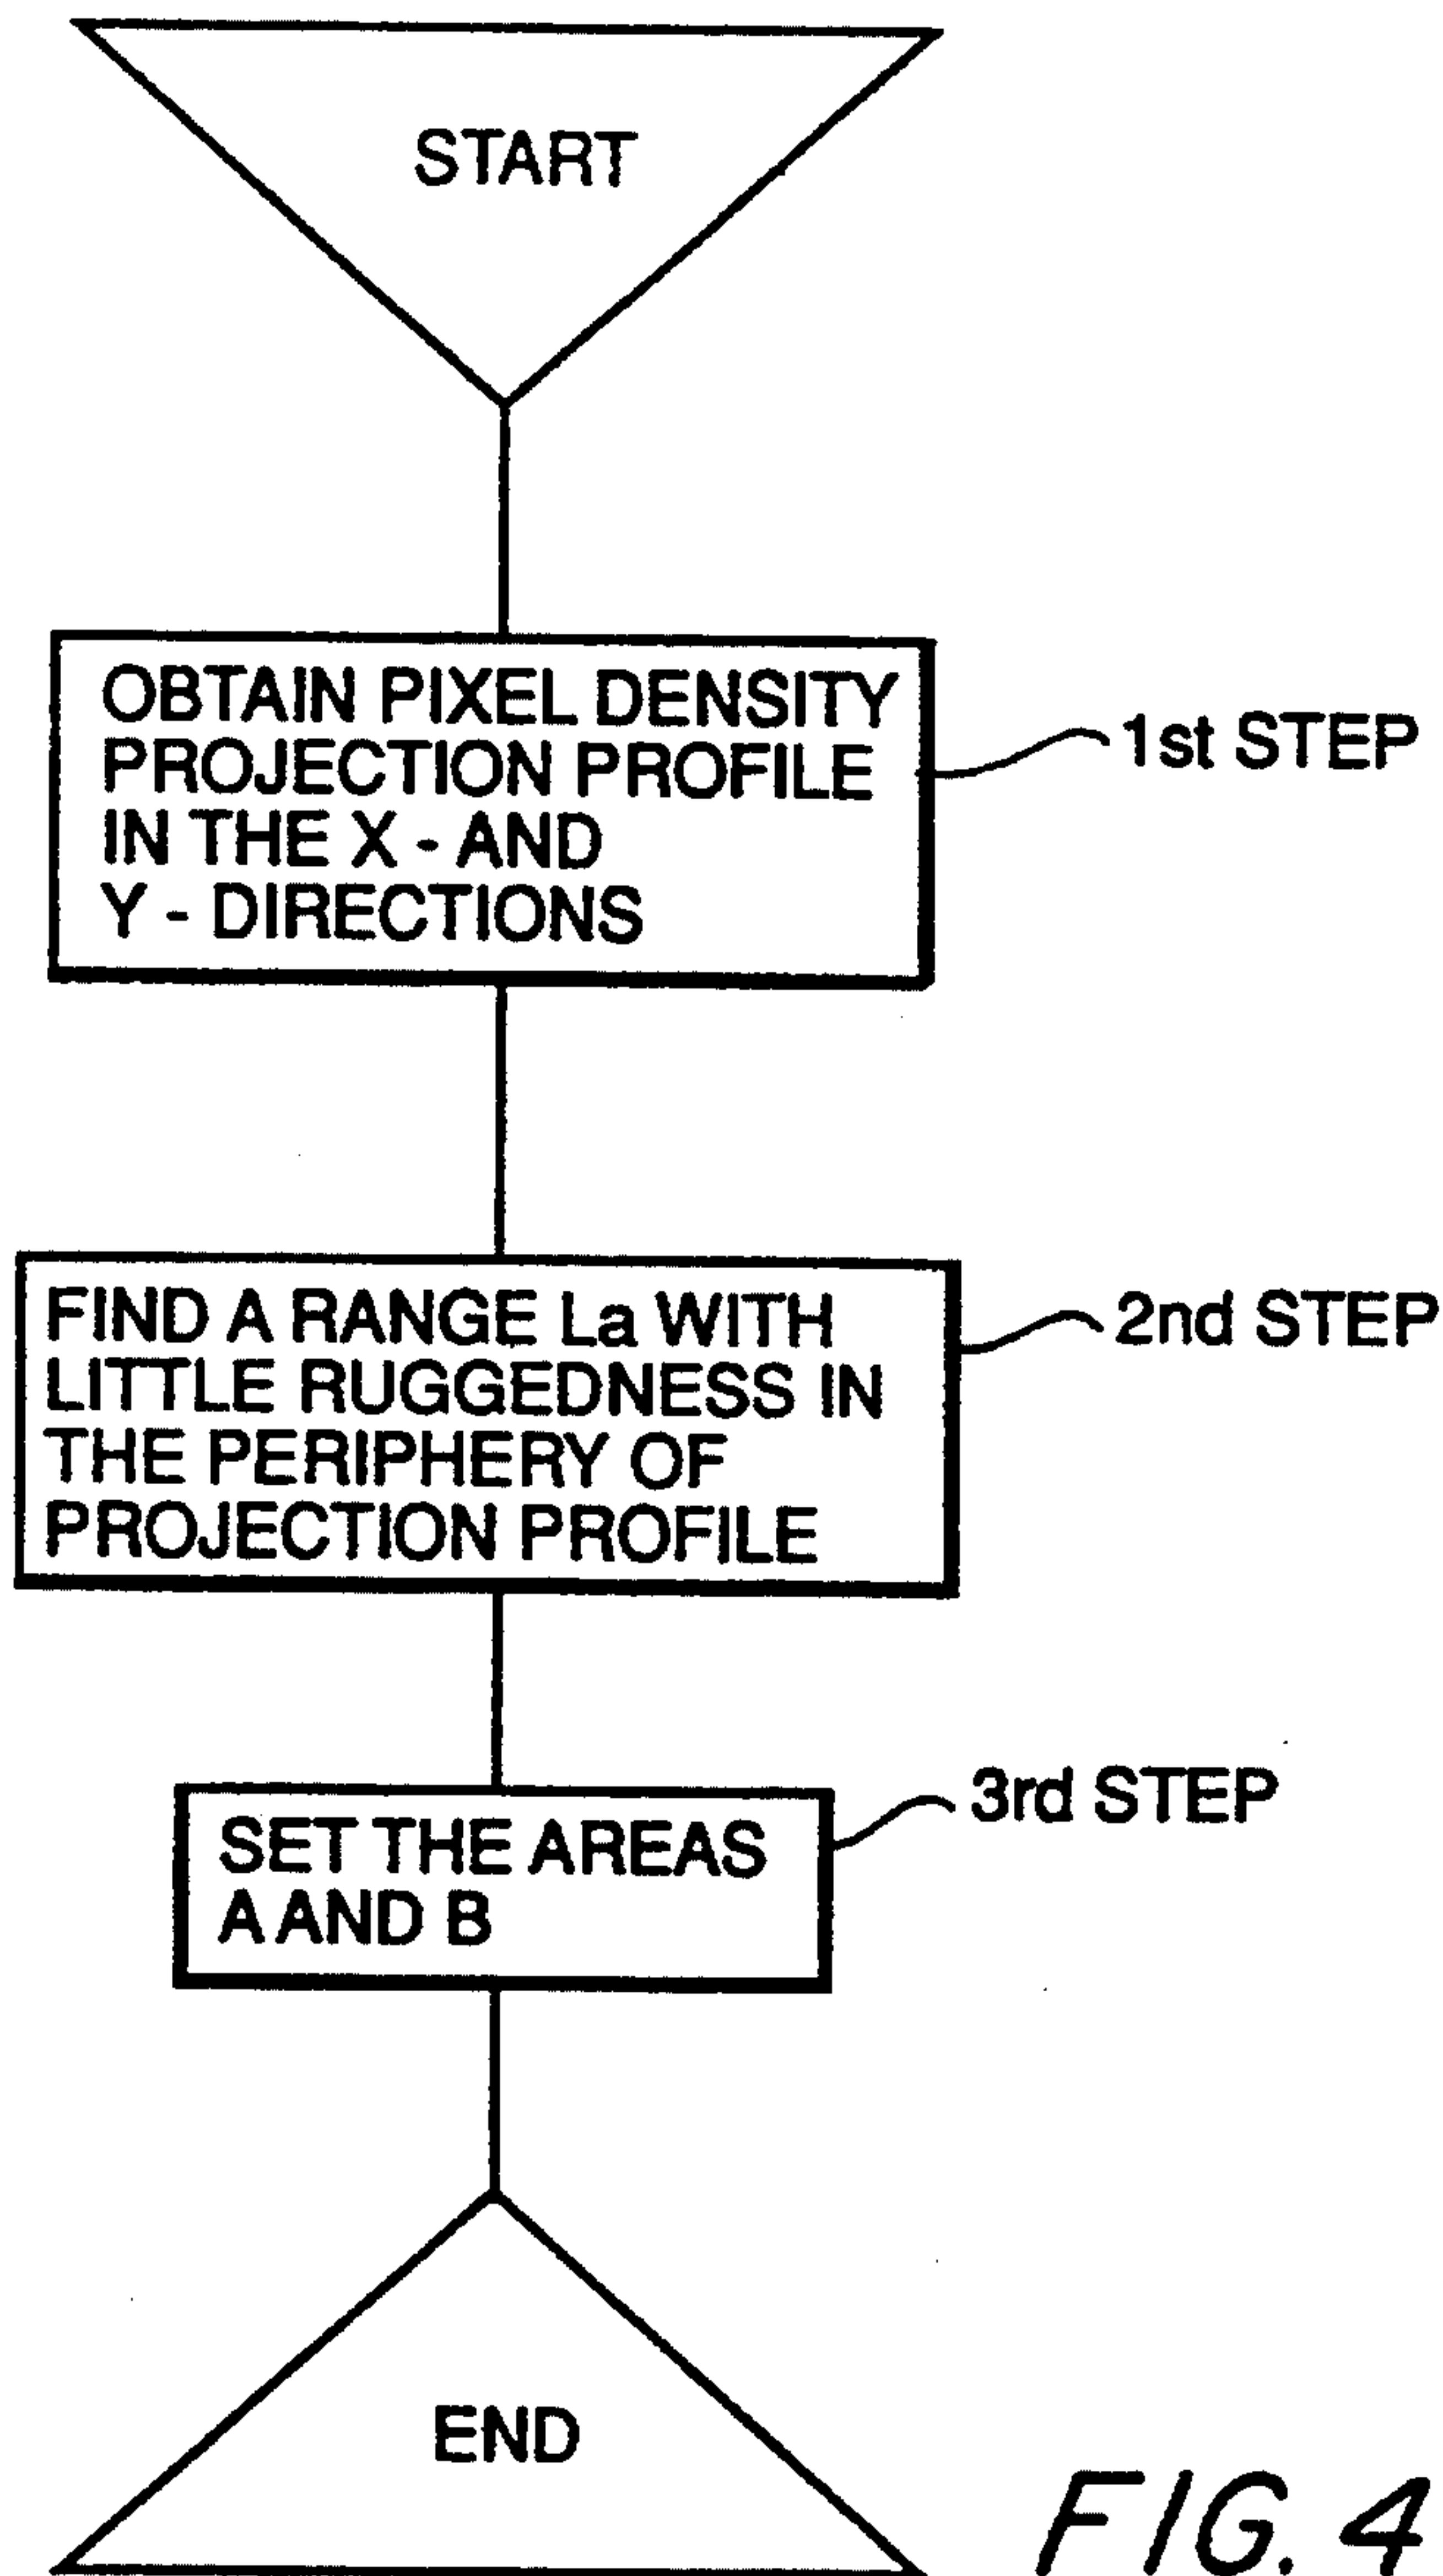 START
OBTAIN PIXEL DENSITY
PROJECTION PROFILE
IN THE X - AND
Y - DIRECTIONS
1st STEP
FIND A RANGE La WITH
LITTLE RUGGEDNESS IN
THE PERIPHERY OF
PROJECTION PROFILE
2nd STEP
SET THE AREAS
A AND B
3rd STEP
END
FIG. 4